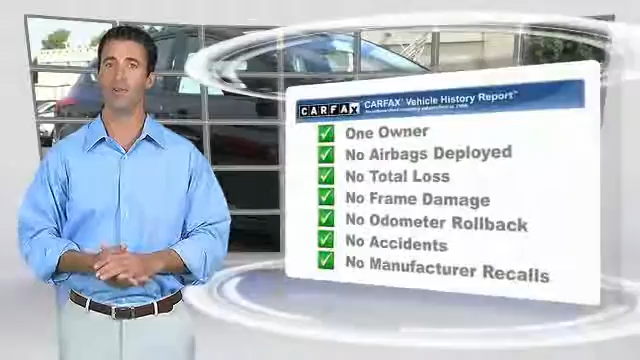 CARFAX CARFAX Vehicle History Report™
One Owner
No Airbags Deployed
No Total Loss
No Frame Damage
No Odometer Rollback
No Accidents
No Manufacturer Recalls